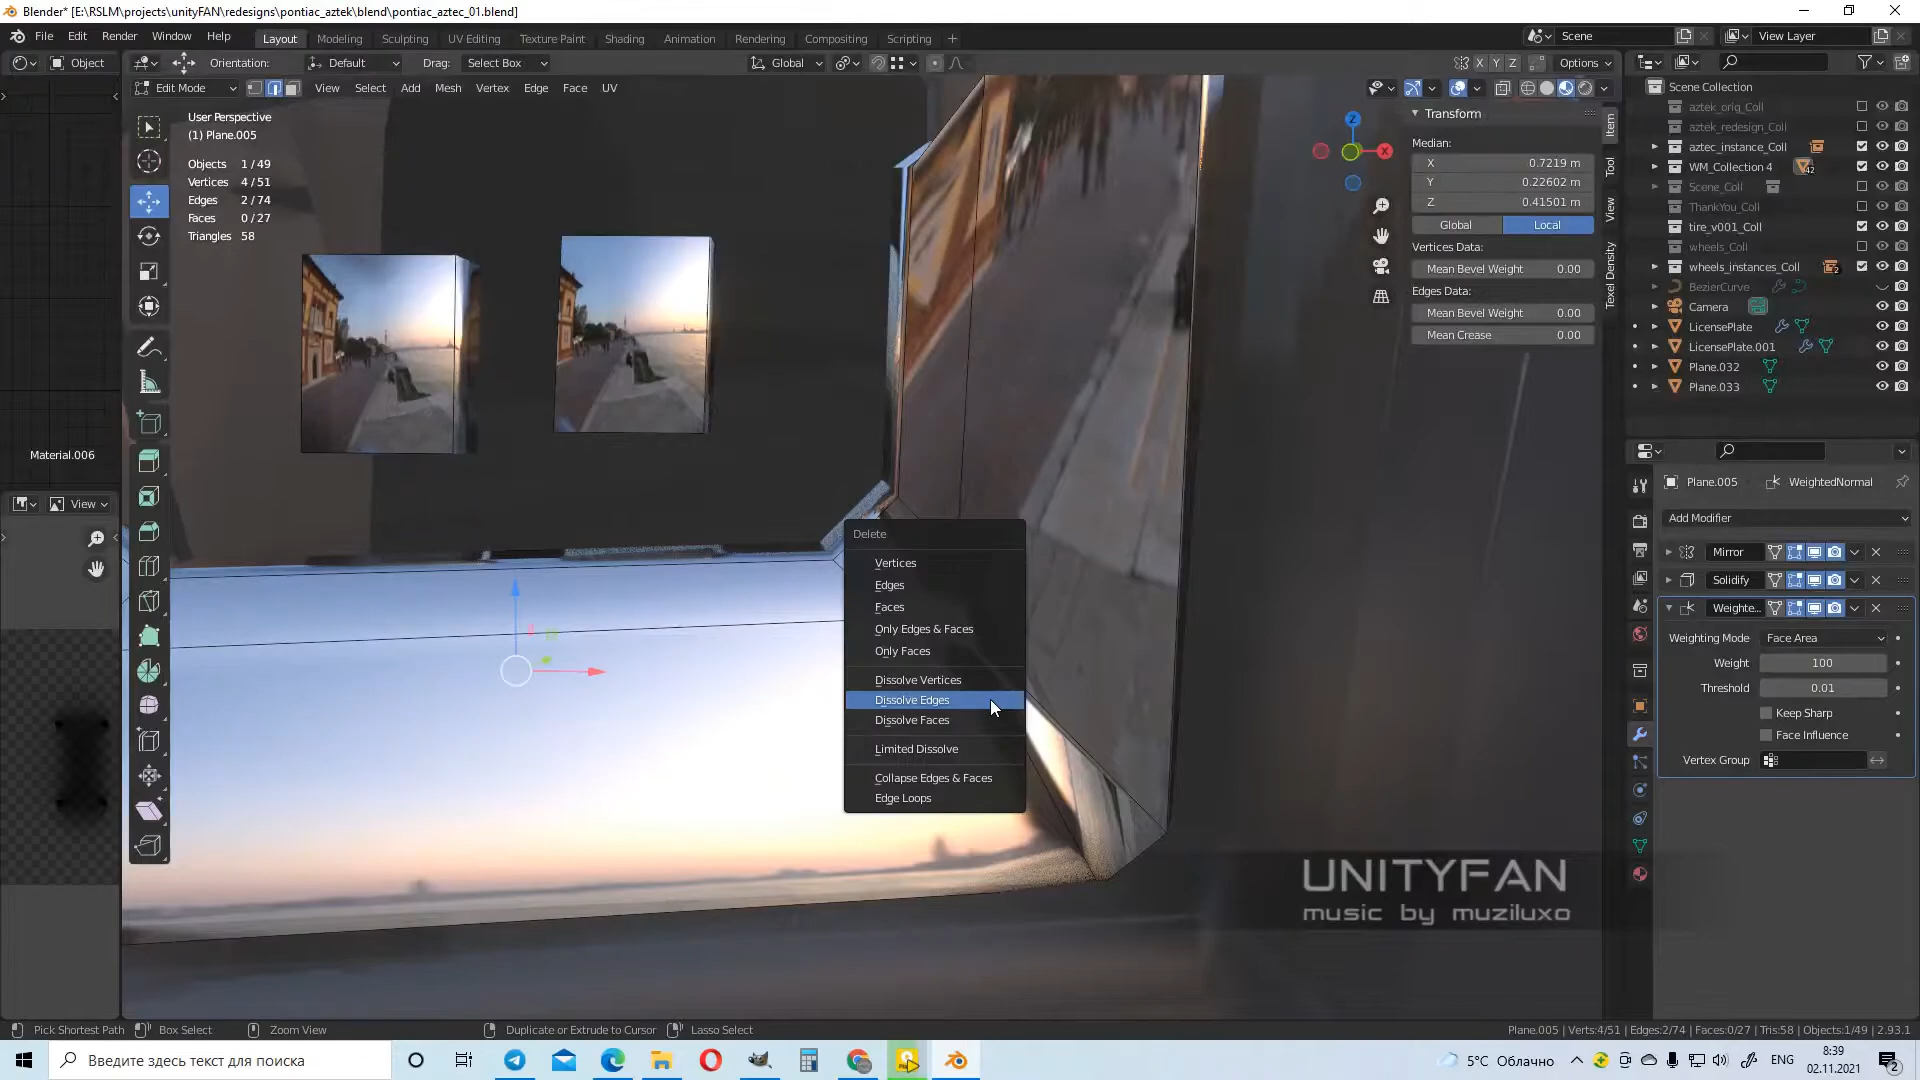 Blender* [E:\RSLM\projects\unityFAN\redesigns\pontiac_aztek\blend\pontiac_aztec_01.blend]
File Edit Render Window Help Layout Modeling Sculpting UV Editing Texture Paint Shading Animation Rendering Compositing Scripting + Scene View Layer
Object Orientation: Default Drag: Select Box Global X Y Z Options
Edit Mode View Select Add Mesh Vertex Edge Face UV
User Perspective
(1) Plane.005
Objects 1/49
Vertices 4/51
Edges 2/74
Faces 0/27
Triangles 58
Z
X
Transform
Median:
X 0.7219 m
Y 0.22602 m
Z 0.41501 m
Global Local
Vertices Data:
Mean Bevel Weight 0.00
Edges Data:
Mean Bevel Weight 0.00
Mean Crease 0.00
Item
Tool
View
Texel Density
Scene Collection
aztek_orig_Coll
aztek_redesign_Coll
aztec_instance_Coll
WM_Collection 4 42
Scene_Coll
ThankYou_Coll
tire_v001_Coll
wheels_Coll
wheels_instances_Coll 2
BezierCurve
Camera
LicensePlate
LicensePlate.001
Plane.032
Plane.033
Material.006
View
Delete
Vertices
Edges
Faces
Only Edges & Faces
Only Faces
Dissolve Vertices
Dissolve Edges
Dissolve Faces
Limited Dissolve
Collapse Edges & Faces
Edge Loops
Plane.005 WeightedNormal
Add Modifier
Mirror
Solidify
Weighte...
Weighting Mode Face Area
Weight 100
Threshold 0.01
Keep Sharp
Face Influence
Vertex Group
UNITYFAN
music by muziluxo
Pick Shortest Path Box Select Zoom View Duplicate or Extrude to Cursor Lasso Select Plane.005 | Verts:4/51 | Edges:2/74 | Faces:0/27 | Tris:58 | Objects:1/49 | 2.93.1
Введите здесь текст для поиска 5°C Облачно ENG 8:39
02.11.2021 2